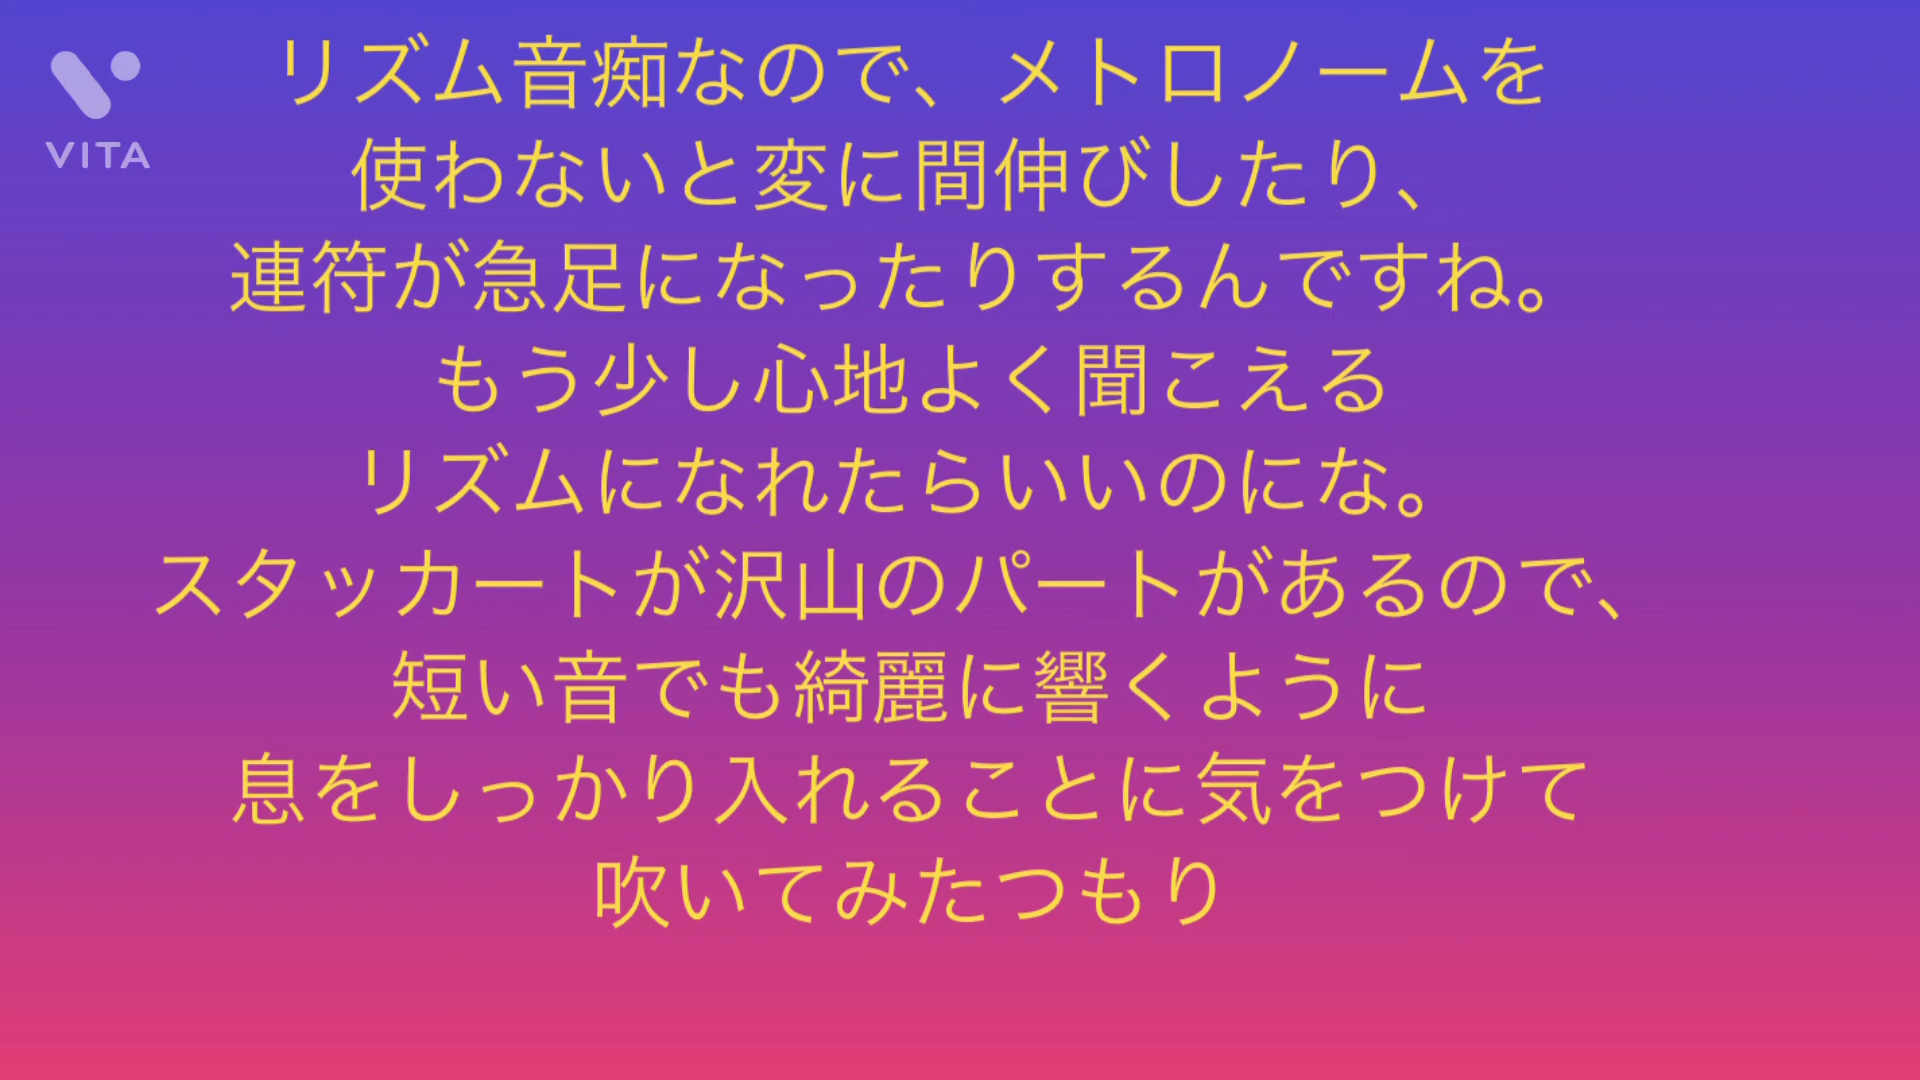 VITA
リズム音痴なので、メトロノームを
使わないと変に間伸びしたり、
連符が急足になったりするんですね。
もう少し心地よく聞こえる
リズムになれたらいいのにな。
スタッカートが沢山のパートがあるので、
短い音でも綺麗に響くように
息をしっかり入れることに気をつけて
吹いてみたつもり